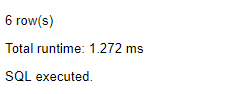 6 row(s)
Total runtime: 1.272 ms
SQL executed.